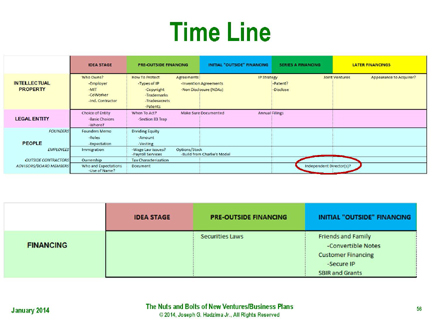 Time Line
IDEA STAGE PRE-OUTSIDE FINANCING INITIAL "OUTSIDE" FINANCING SERIES A FINANCING LATER FINANCINGS
INTELLECTUAL PROPERTY
Who Owns? How To Protect Agreements IP Strategy Joint Ventures Appearance to Acquirer?
-Employer -Types of IP -Invention Agreements -Patent?
-MIT -Copyright -Non Disclosure (NDAs) -Disclose
-CoWorker -Trademarks
-Ind. Contractor -Tradesecrets
-Patents
LEGAL ENTITY
Choice of Entity When To Act? Make Sure Documented Annual Filings
-Basic Choices -Section 83 Trap
-Where?
PEOPLE
FOUNDERS Founders Memo Dividing Equity
-Roles -Amount
-Expectation -Vesting
EMPLOYEES Immigration -Wage Law Issues? Options/Stock
-Payroll Services -Build from Charlie's Model
OUTSIDE CONTRACTORS Ownership Tax Characterization
ADVISORS/BOARD MEMBERS Who and Expectations Document Independent Director(s)?
-Use of Name?
IDEA STAGE PRE-OUTSIDE FINANCING INITIAL "OUTSIDE" FINANCING
FINANCING
Securities Laws Friends and Family
-Convertible Notes
Customer Financing
-Secure IP
SBIR and Grants
January 2014
The Nuts and Bolts of New Ventures/Business Plans
© 2014, Joseph G. Hadzima Jr., All Rights Reserved